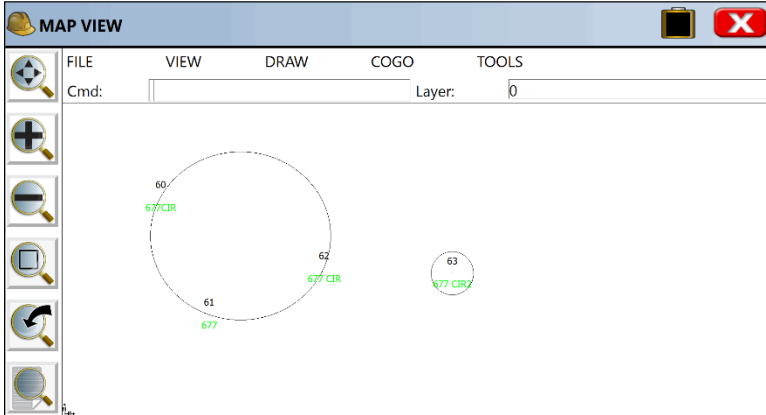 MAP VIEW
FILE VIEW DRAW COGO TOOLS
Cmd: Layer: 0
60
677CIR
62
677 CIR
61
677
63
677 CIR2